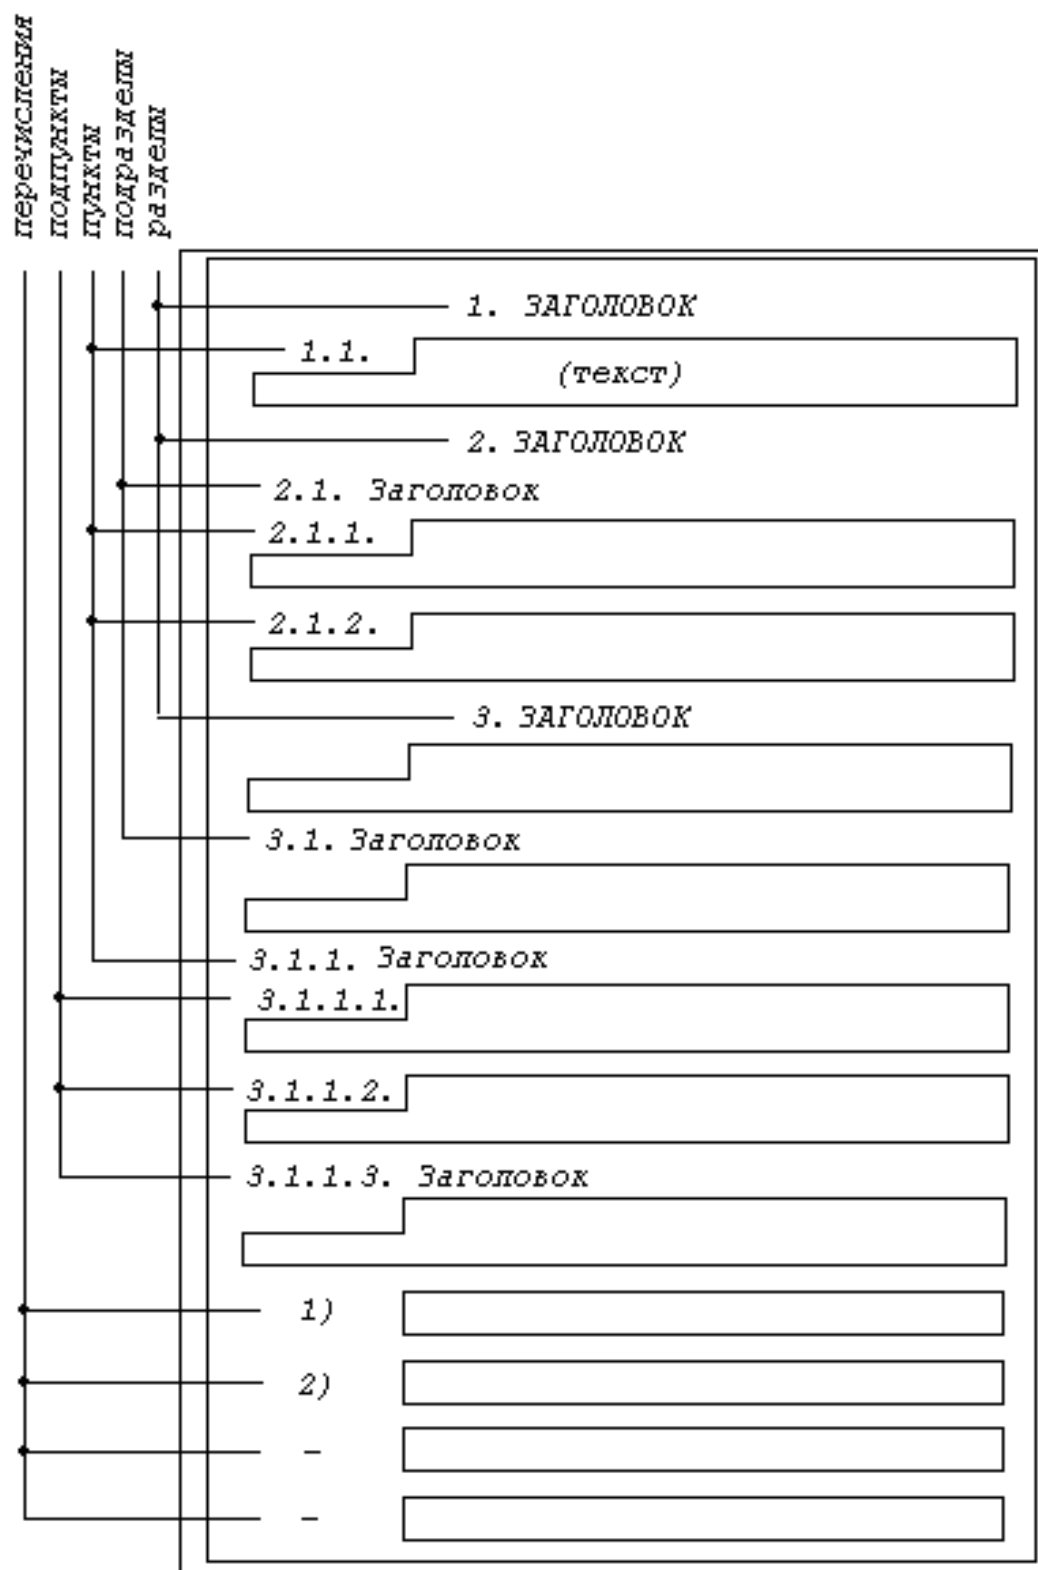 перечисления
подпункты
пункты
подразделы
разделы
1. ЗАГОЛОВОК
1.1.
(текст)
2. ЗАГОЛОВОК
2.1. Заголовок
2.1.1.
2.1.2.
3. ЗАГОЛОВОК
3.1. Заголовок
3.1.1. Заголовок
3.1.1.1.
3.1.1.2.
3.1.1.3. Заголовок
1)
2)
–
–